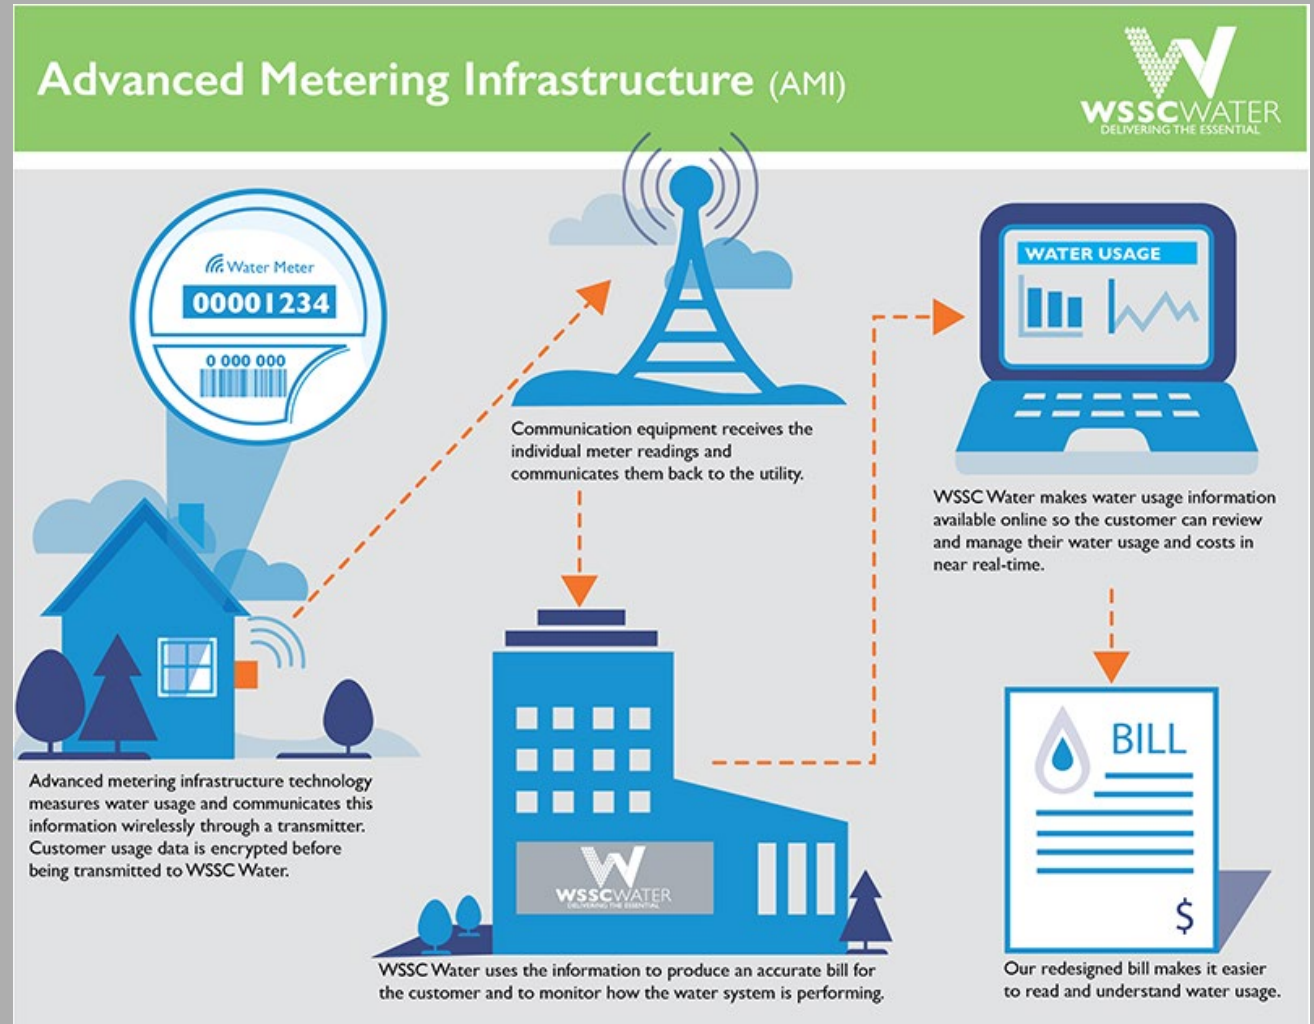 Advanced Metering Infrastructure (AMI)
WSSCWATER
DELIVERING THE ESSENTIAL
Water Meter
00001234
0 000 000
Communication equipment receives the
individual meter readings and
communicates them back to the utility.
WATER USAGE
WSSC Water makes water usage information
available online so the customer can review
and manage their water usage and costs in
near real-time.
Advanced metering infrastructure technology
measures water usage and communicates this
information wirelessly through a transmitter.
Customer usage data is encrypted before
being transmitted to WSSC Water.
WSSCWATER
DELIVERING THE ESSENTIAL
WSSC Water uses the information to produce an accurate bill for
the customer and to monitor how the water system is performing.
BILL
$
Our redesigned bill makes it easier
to read and understand water usage.